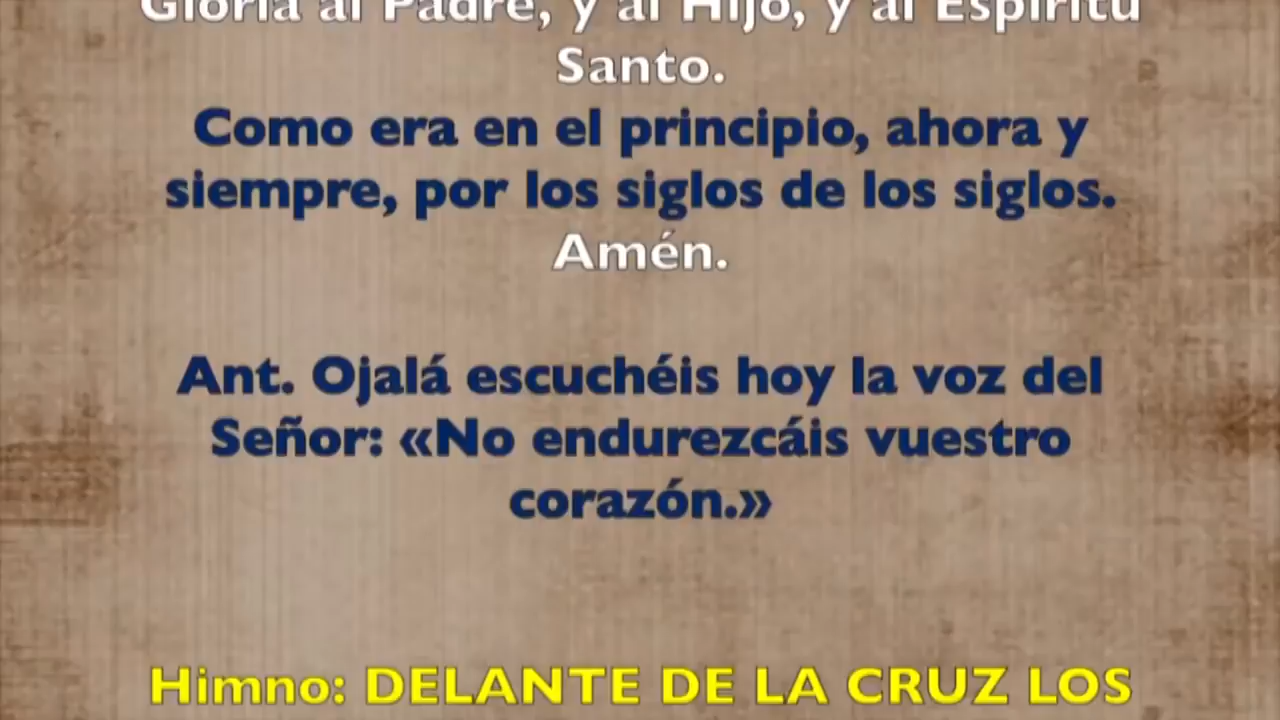 Gloria al Padre, y al Hijo, y al Espíritu
Santo.
Como era en el principio, ahora y
siempre, por los siglos de los siglos.
Amén.
Ant. Ojalá escuchéis hoy la voz del
Señor: «No endurezcáis vuestro
corazón.»
Himno: DELANTE DE LA CRUZ LOS